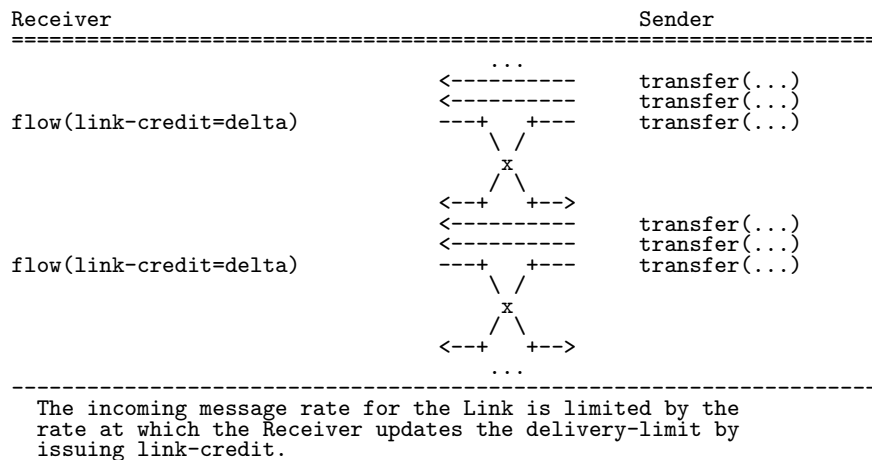 Receiver                                           Sender
======================================================================
                                       ...
                                   <-----------     transfer(...)
                                   <-----------     transfer(...)
flow(link-credit=delta)            ---+   +---     transfer(...)
                                       \ /
                                        x
                                       / \
                                   <--+   +-->
                                   <-----------     transfer(...)
                                   <-----------     transfer(...)
flow(link-credit=delta)            ---+   +---     transfer(...)
                                       \ /
                                        x
                                       / \
                                   <--+   +-->
                                       ...
----------------------------------------------------------------------
  The incoming message rate for the Link is limited by the
  rate at which the Receiver updates the delivery-limit by
  issuing link-credit.